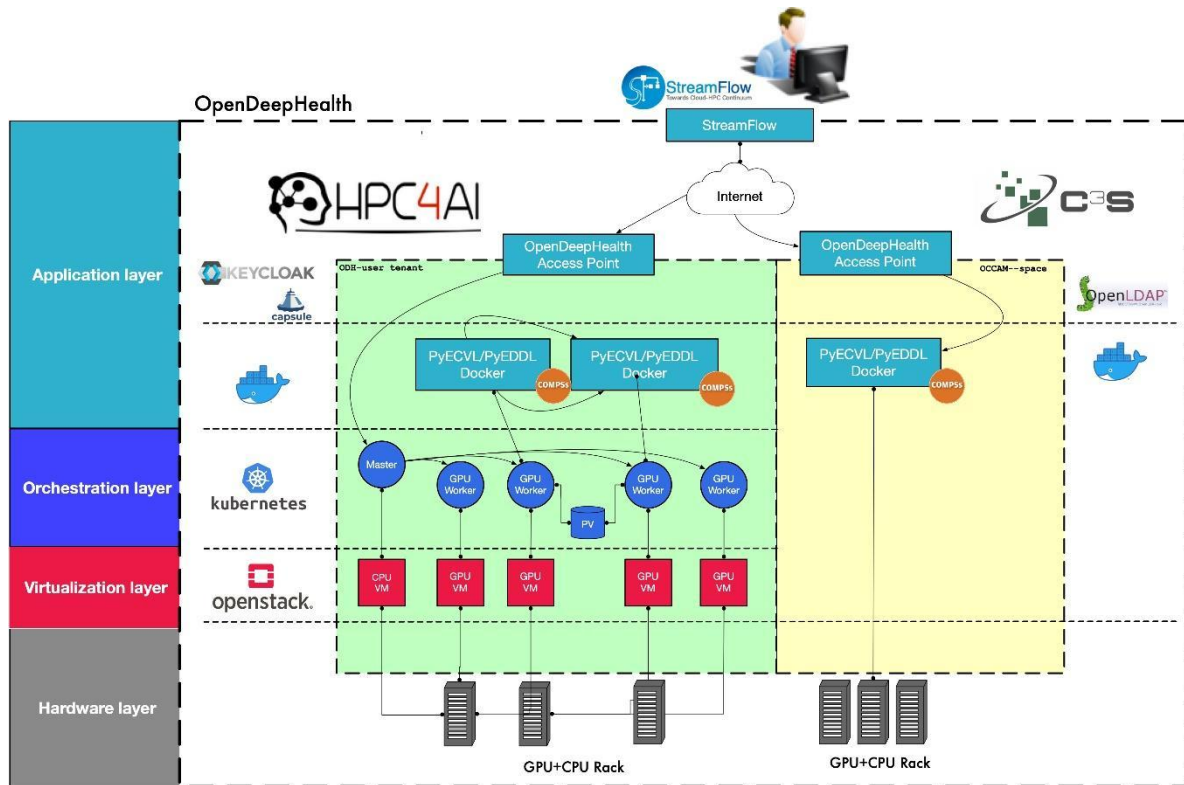 StreamFlow
Towards Cloud-HPC Continuum
OpenDeepHealth
StreamFlow
Internet
HPC4AI
C3S
OpenDeepHealth
Access Point
OpenDeepHealth
Access Point
Application layer
KEYCLOAK
capsule
ODH-user tenant
OCCAM--space
OpenLDAP
PyECVL/PyEDDL
Docker
COMPSs
PyECVL/PyEDDL
Docker
COMPSs
PyECVL/PyEDDL
Docker
COMPSs
Orchestration layer
kubernetes
Master
GPU
Worker
GPU
Worker
GPU
Worker
GPU
Worker
PV
Virtualization layer
openstack.
CPU
VM
GPU
VM
GPU
VM
GPU
VM
GPU
VM
Hardware layer
GPU+CPU Rack
GPU+CPU Rack